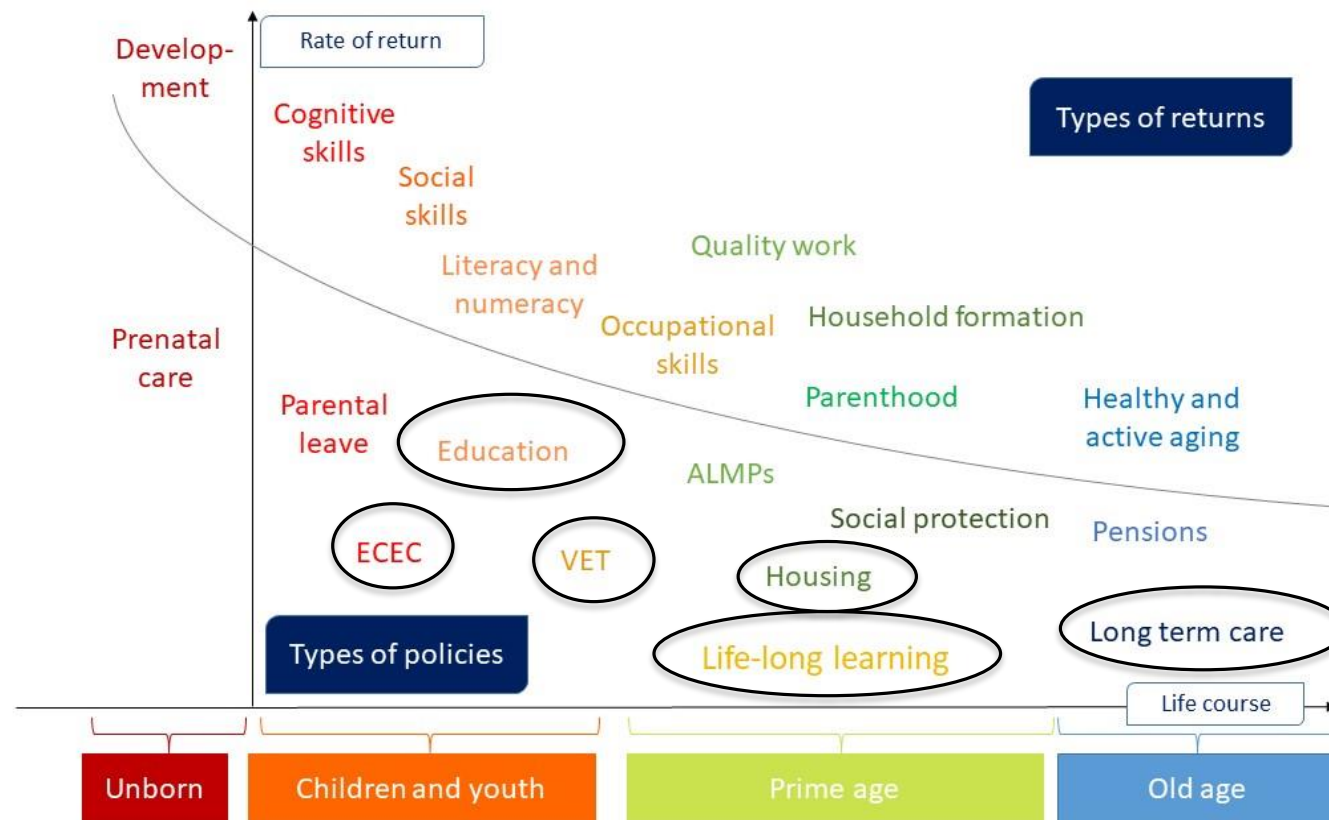 Develop-
ment
Rate of return
Cognitive
skills
Types of returns
Social
skills
Quality work
Literacy and
numeracy
Occupational
skills
Household formation
Prenatal
care
Parental
leave
Parenthood
Healthy and
active aging
Education
ALMPs
Social protection
Pensions
ECEC
VET
Housing
Long term care
Types of policies
Life-long learning
Life course
Unborn
Children and youth
Prime age
Old age